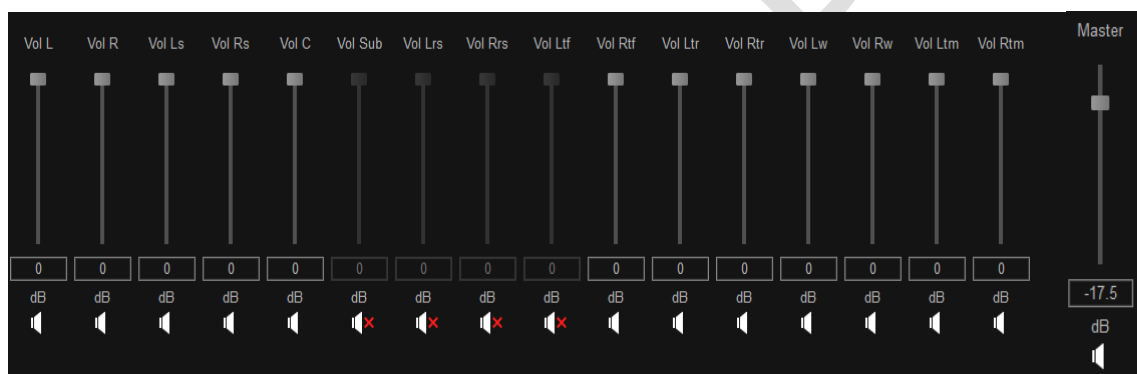 Vol L Vol R Vol Ls Vol Rs Vol C Vol Sub Vol Lrs Vol Rrs Vol Ltf Vol Rtf Vol Ltr Vol Rtr Vol Lw Vol Rw Vol Ltm Vol Rtm Master
0 0 0 0 0 0 0 0 0 0 0 0 0 0 0 0 -17.5
dB dB dB dB dB dB dB dB dB dB dB dB dB dB dB dB dB